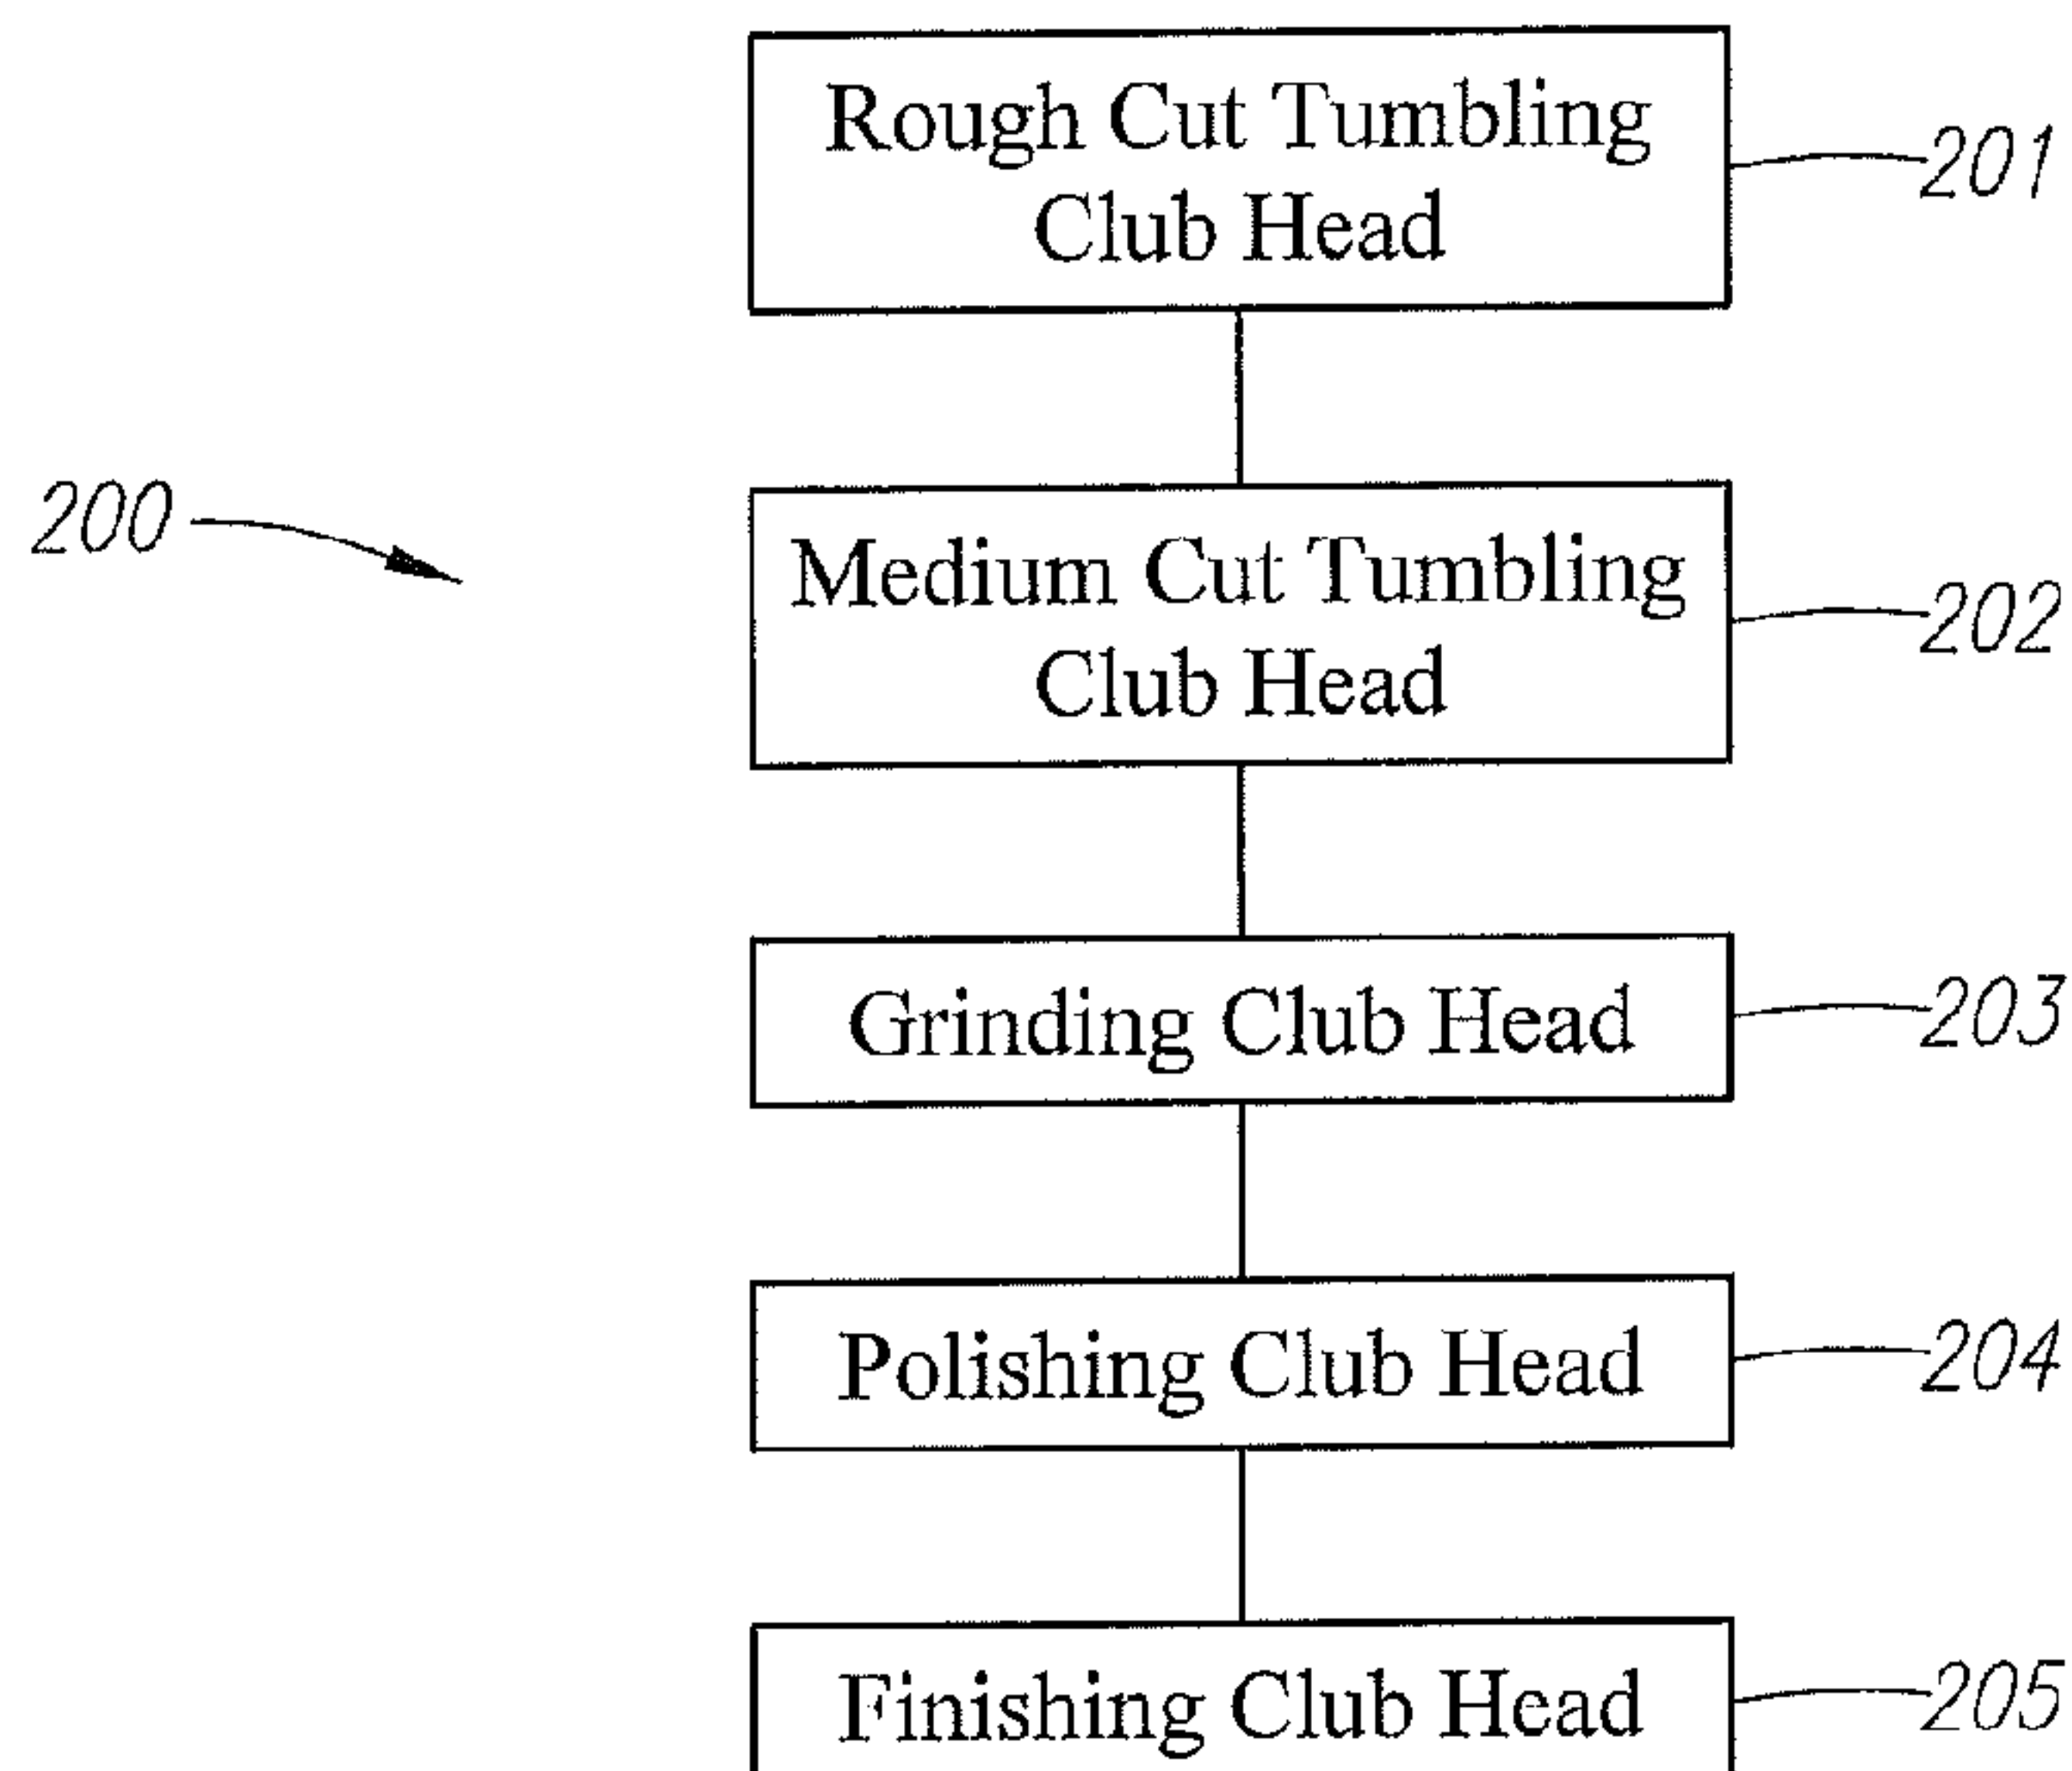 Rough Cut Tumbling
Club Head
201
200
Medium Cut Tumbling
Club Head
202
Grinding Club Head
203
Polishing Club Head
204
Finishing Club Head
205